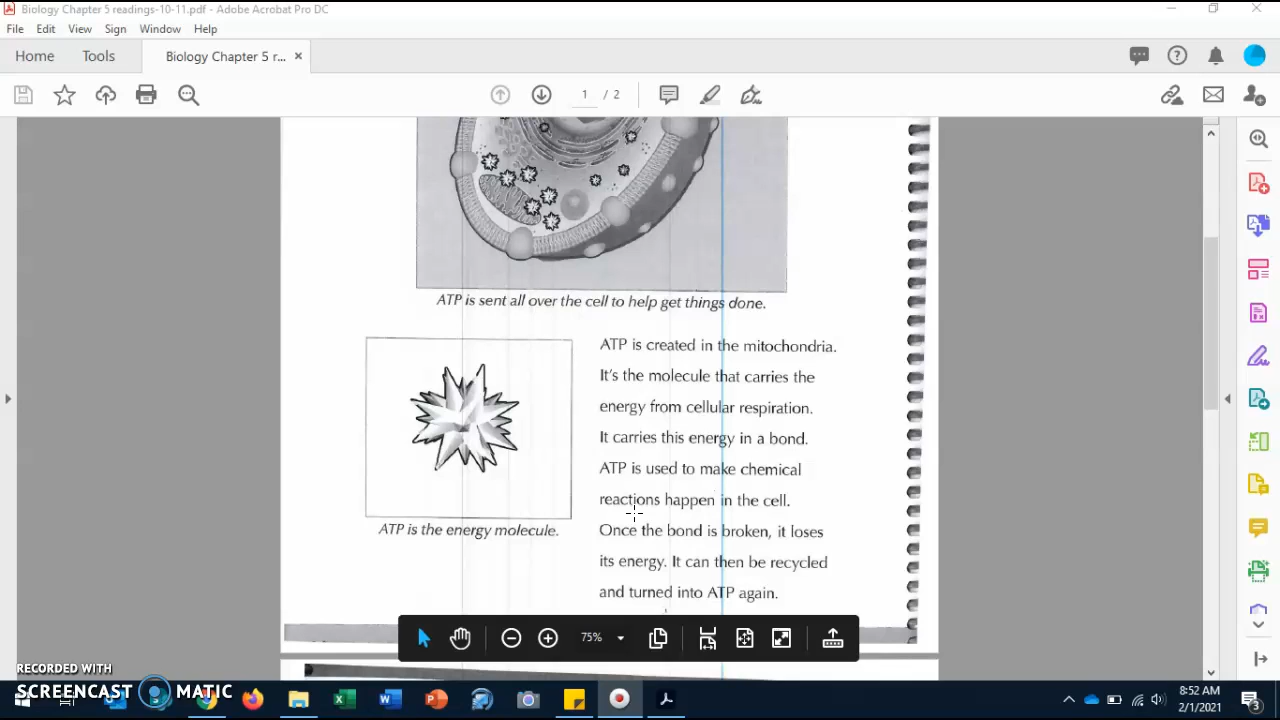 Biology Chapter 5 readings-10-11.pdf - Adobe Acrobat Pro DC
File Edit View Sign Window Help
Home Tools Biology Chapter 5 r...
1 / 2
ATP is sent all over the cell to help get things done.
ATP is the energy molecule.
ATP is created in the mitochondria.
It's the molecule that carries the
energy from cellular respiration.
It carries this energy in a bond.
ATP is used to make chemical
reactions happen in the cell.
Once the bond is broken, it loses
its energy. It can then be recycled
and turned into ATP again.
75%
RECORDED WITH
SCREENCAST MATIC
8:52 AM
2/1/2021
3